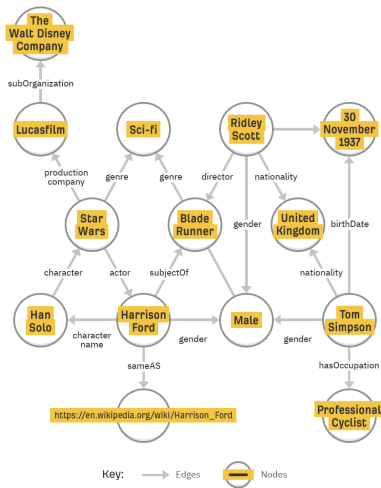 The
Walt Disney
Company
subOrganization
Lucasfilm
Sci-fi
Ridley
Scott
30
November
1937
production
company
genre
genre
director
nationality
Star
Wars
Blade
Runner
gender
United
Kingdom
birthDate
character
actor
subjectOf
nationality
Han
Solo
Harrison
Ford
Male
Tom
Simpson
character
name
gender
gender
sameAS
hasOccupation
https://en.wikipedia.org/wiki/Harrison_Ford
Professional
Cyclist
Key:
Edges
Nodes